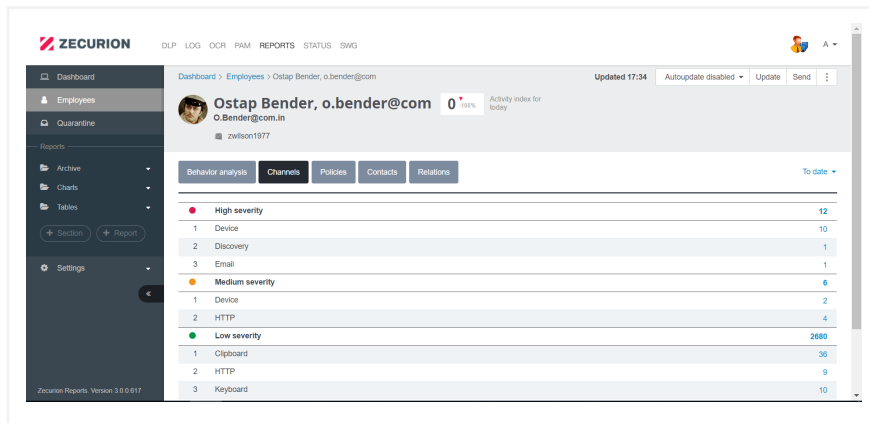 ZECURION
DLP LOG OCR PAM REPORTS STATUS SWG
A
Dashboard
Employees
Quarantine
Reports
Archive
Charts
Tables
+ Section + Report
Settings
«
Zecurion Reports. Version 3.0.0.617
Dashboard > Employees > Ostap Bender, o.bender@com
Updated 17:34 Autoupdate disabled Update Send
Ostap Bender, o.bender@com 0 100% Activity index for
today
O.Bender@com.in
zwilson1977
Behavior analysis Channels Policies Contacts Relations To date
High severity 12
1 Device 10
2 Discovery 1
3 Email 1
Medium severity 6
1 Device 2
2 HTTP 4
Low severity 2680
1 Clipboard 36
2 HTTP 9
3 Keyboard 10